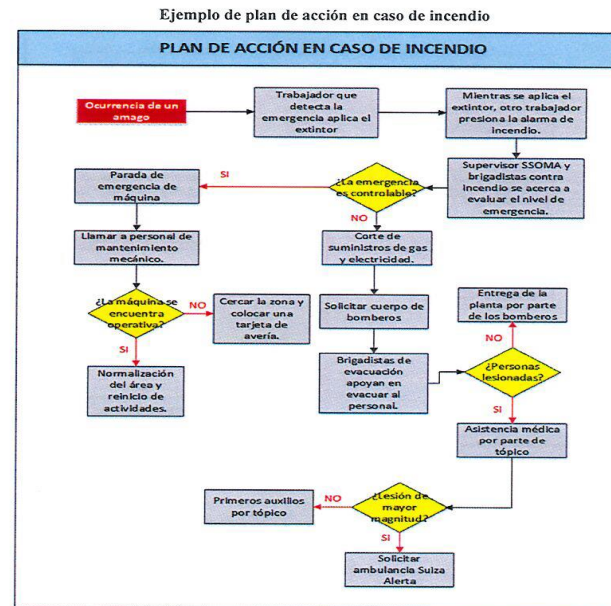 Ejemplo de plan de acción en caso de incendio
PLAN DE ACCIÓN EN CASO DE INCENDIO
Ocurrencia de un
amago
Trabajador que
detecta la
emergencia aplica el
extintor
Mientras se aplica el
extintor, otro trabajador
presiona la alarma de
incendio.
Supervisor SSOMA y
brigadistas contra
incendio se acerca a
evaluar el nivel de
emergencia.
¿La emergencia
es controlable?
SI
Parada de
emergencia de
máquina
Llamar a personal de
mantenimiento
mecánico.
¿La máquina se
encuentra
operativa?
NO
Cercar la zona y
colocar una
tarjeta de
avería.
SI
Normalización
del área y
reinicio de
actividades.
NO
Corte de
suministros de gas
y electricidad.
Solicitar cuerpo de
bomberos
Brigadistas de
evacuación
apoyan en
evacuar al
personal.
¿Personas
lesionadas?
NO
Entrega de la
planta por parte
de los bomberos
SI
Asistencia médica
por parte de
tópico
¿Lesión de
mayor
magnitud?
NO
Primeros auxilios
por tópico
SI
Solicitar
ambulancia Suiza
Alerta